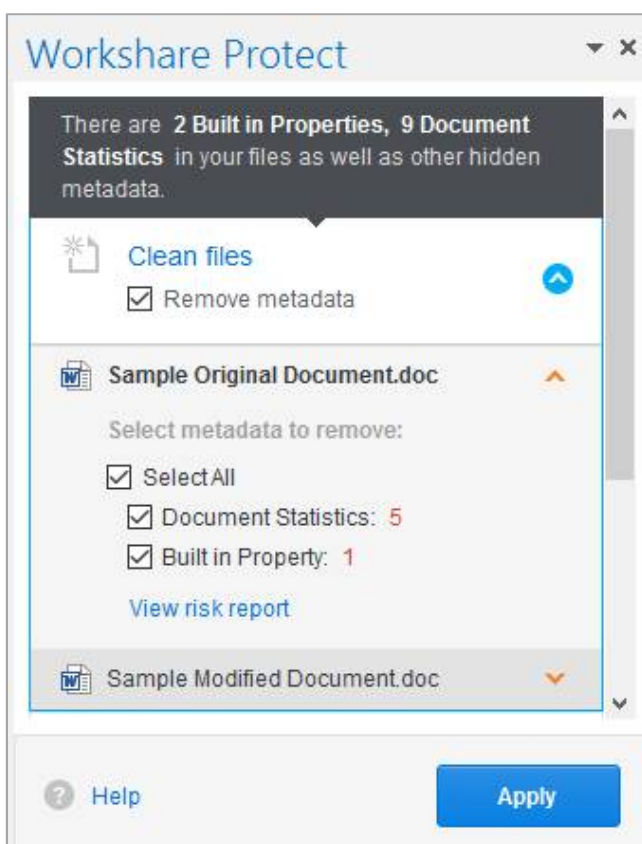 Workshare Protect
There are 2 Built in Properties, 9 Document
Statistics in your files as well as other hidden
metadata.
Clean files
Remove metadata
Sample Original Document.doc
Select metadata to remove:
Select All
Document Statistics: 5
Built in Property: 1
View risk report
Sample Modified Document.doc
? Help
Apply